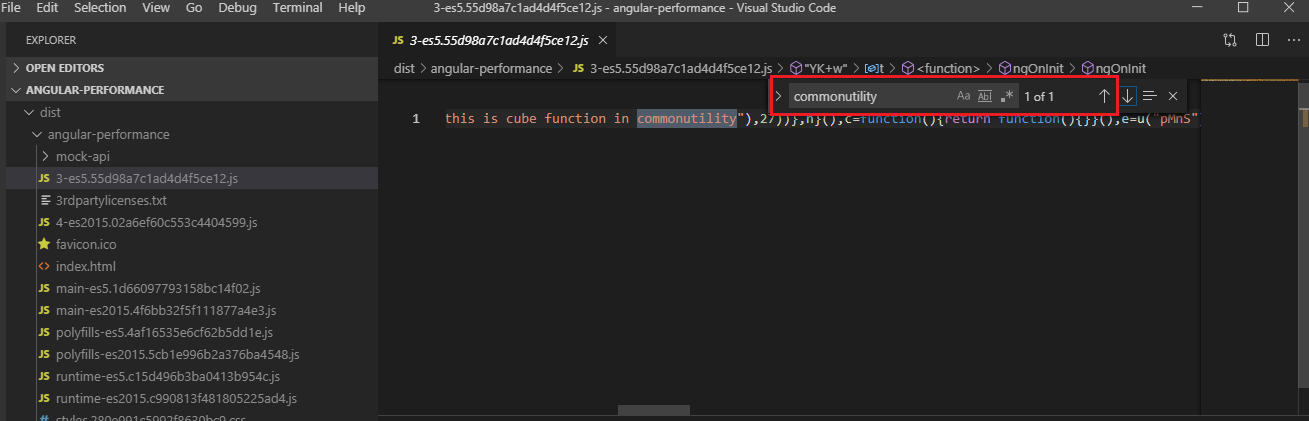 File Edit Selection View Go Debug Terminal Help 3-es5.55d98a7c1ad4d4f5ce12.js - angular-performance - Visual Studio Code
EXPLORER
OPEN EDITORS
ANGULAR-PERFORMANCE
dist
angular-performance
mock-api
JS 3-es5.55d98a7c1ad4d4f5ce12.js
3rdpartylicenses.txt
JS 4-es2015.02a6ef60c553c4404599.js
favicon.ico
<> index.html
JS main-es5.1d66097793158bc14f02.js
JS main-es2015.4f6bb32f5f111877a4e3.js
JS polyfills-es5.4af16535e6cf62b5dd1e.js
JS polyfills-es2015.5cb1e996b2a376ba4548.js
JS runtime-es5.c15d496b3ba0413b954c.js
JS runtime-es2015.c990813f481805225ad4.js
# styles.280e991c5992f8630bc9.css
JS 3-es5.55d98a7c1ad4d4f5ce12.js
dist > angular-performance > JS 3-es5.55d98a7c1ad4d4f5ce12.js > "YK+w" > t > <function> > ngOnInit > ngOnInit
commonutility Aa Abl .* 1 of 1
1 this is cube function in commonutility"),27))},n}(),c=function(){return function(){}}(),e=u("pMnS"